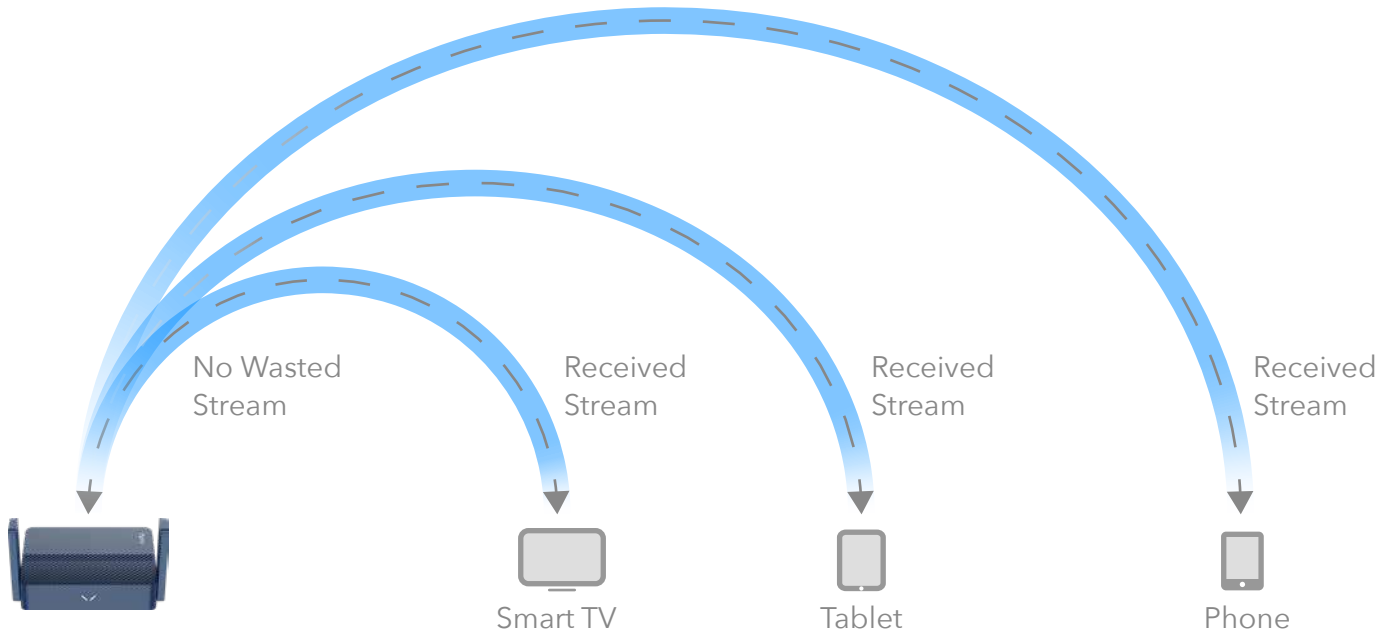 No Wasted
Stream
Received
Stream
Received
Stream
Received
Stream
Smart TV
Tablet
Phone